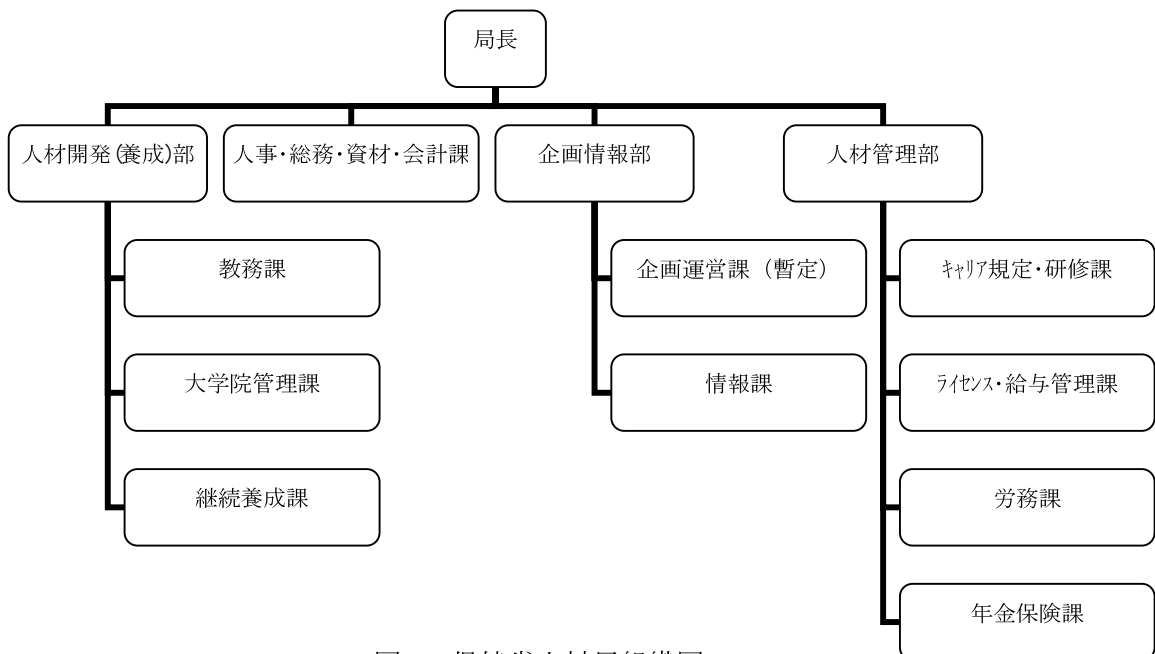 局長
人材開発(養成)部
人事・総務・資材・会計課
企画情報部
人材管理部
教務課
企画運営課（暫定）
ｷｬﾘｱ規定・研修課
大学院管理課
情報課
ﾗｲｾﾝｽ・給与管理課
継続養成課
労務課
年金保険課